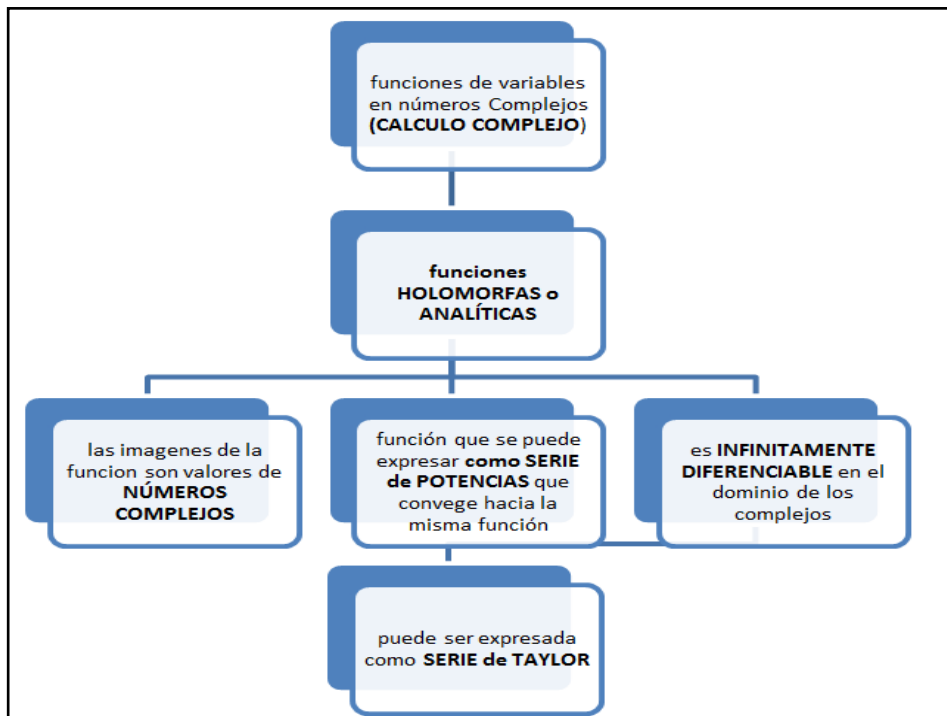 funciones de variables
en números Complejos
(CALCULO COMPLEJO)
funciones
HOLOMORFAS o
ANALÍTICAS
las imagenes de la
funcion son valores de
NÚMEROS
COMPLEJOS
función que se puede
expresar como SERIE
de POTENCIAS que
convege hacia la
misma función
es INFINITAMENTE
DIFERENCIABLE en el
dominio de los
complejos
puede ser expresada
como SERIE de TAYLOR